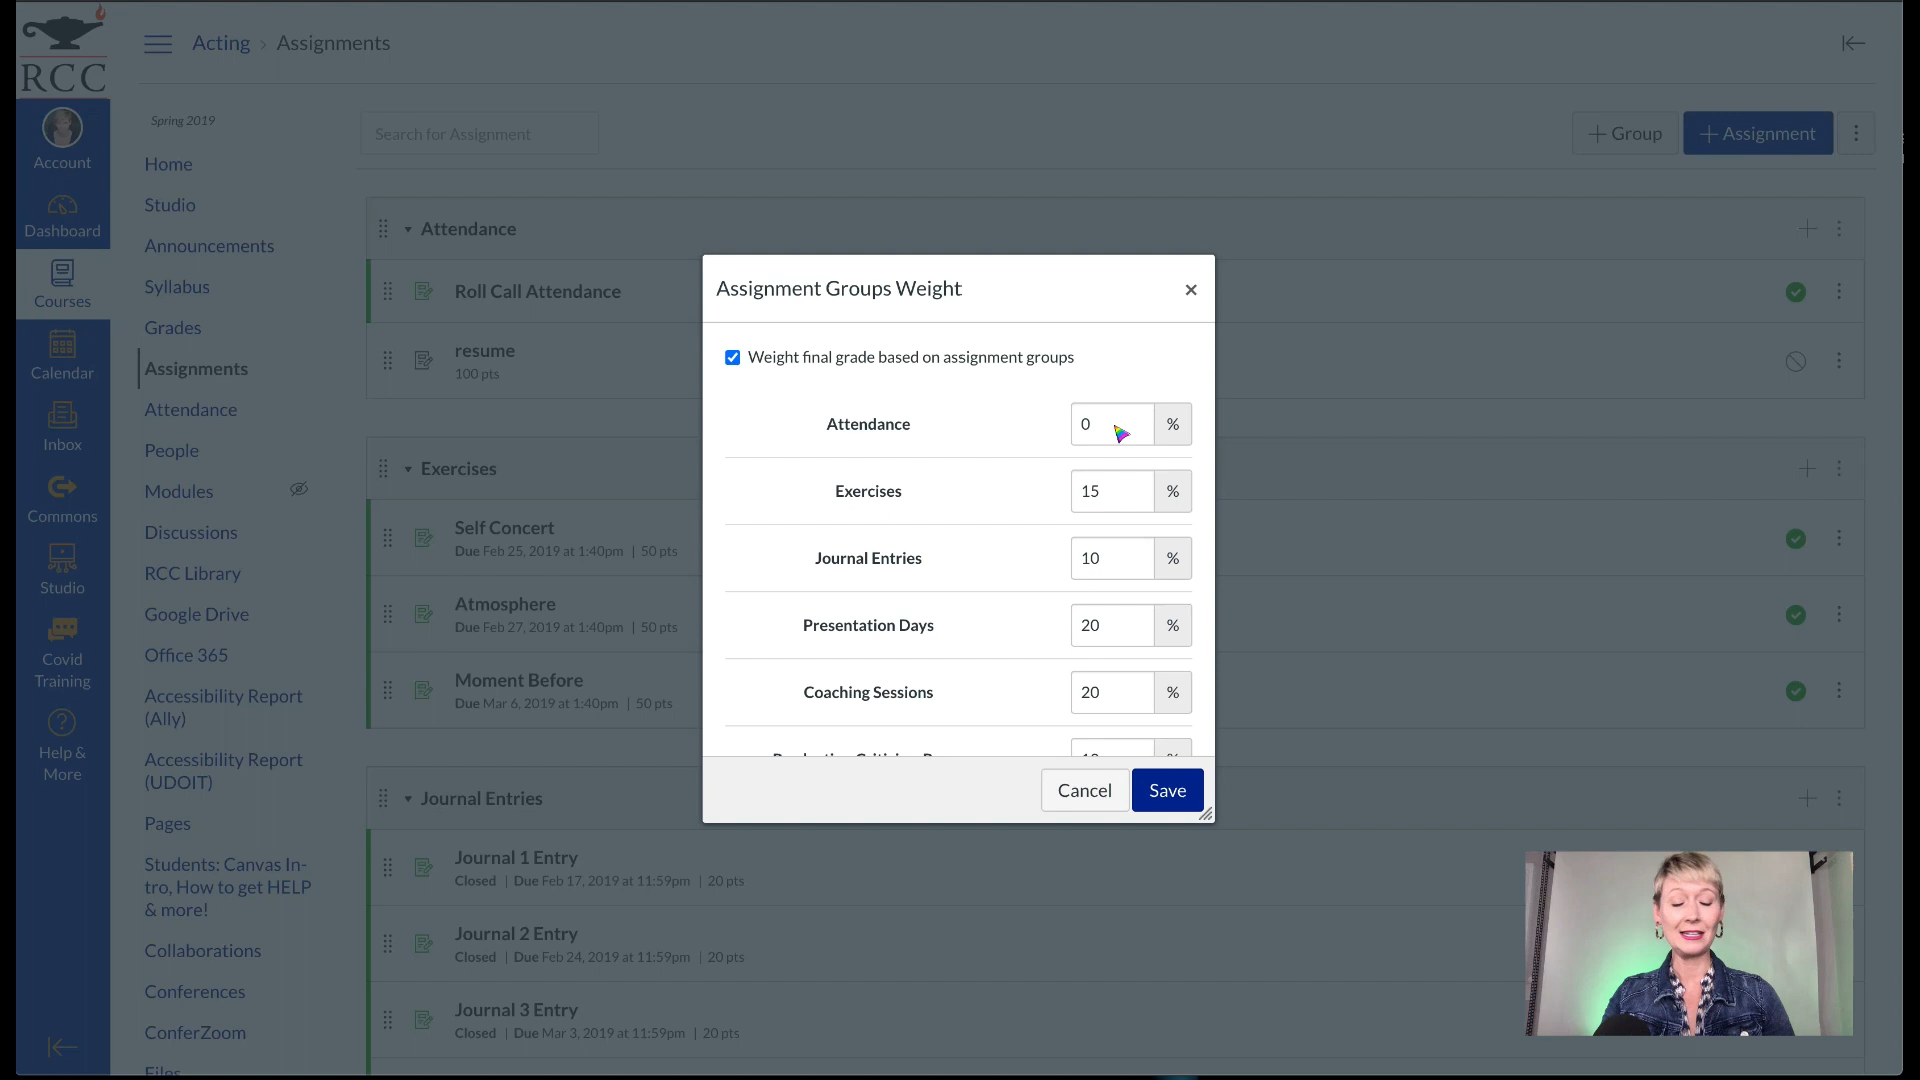 RCC
Account
Dashboard
Courses
Calendar
Inbox
Commons
Studio
Covid
Training
Help &
More
Acting › Assignments
Spring 2019
Home
Studio
Announcements
Syllabus
Grades
Assignments
Attendance
People
Modules
Discussions
RCC Library
Google Drive
Office 365
Accessibility Report
(Ally)
Accessibility Report
(UDOIT)
Pages
Students: Canvas In-
tro, How to get HELP
& more!
Collaborations
Conferences
ConferZoom
Files
Search for Assignment
+ Group
+ Assignment
Attendance
Roll Call Attendance
resume
100 pts
Exercises
Self Concert
Due Feb 25, 2019 at 1:40pm | 50 pts
Atmosphere
Due Feb 27, 2019 at 1:40pm | 50 pts
Moment Before
Due Mar 6, 2019 at 1:40pm | 50 pts
Journal Entries
Journal 1 Entry
Closed | Due Feb 17, 2019 at 11:59pm | 20 pts
Journal 2 Entry
Closed | Due Feb 24, 2019 at 11:59pm | 20 pts
Journal 3 Entry
Closed | Due Mar 3, 2019 at 11:59pm | 20 pts
Assignment Groups Weight
×
Weight final grade based on assignment groups
Attendance 0 %
Exercises 15 %
Journal Entries 10 %
Presentation Days 20 %
Coaching Sessions 20 %
Cancel
Save